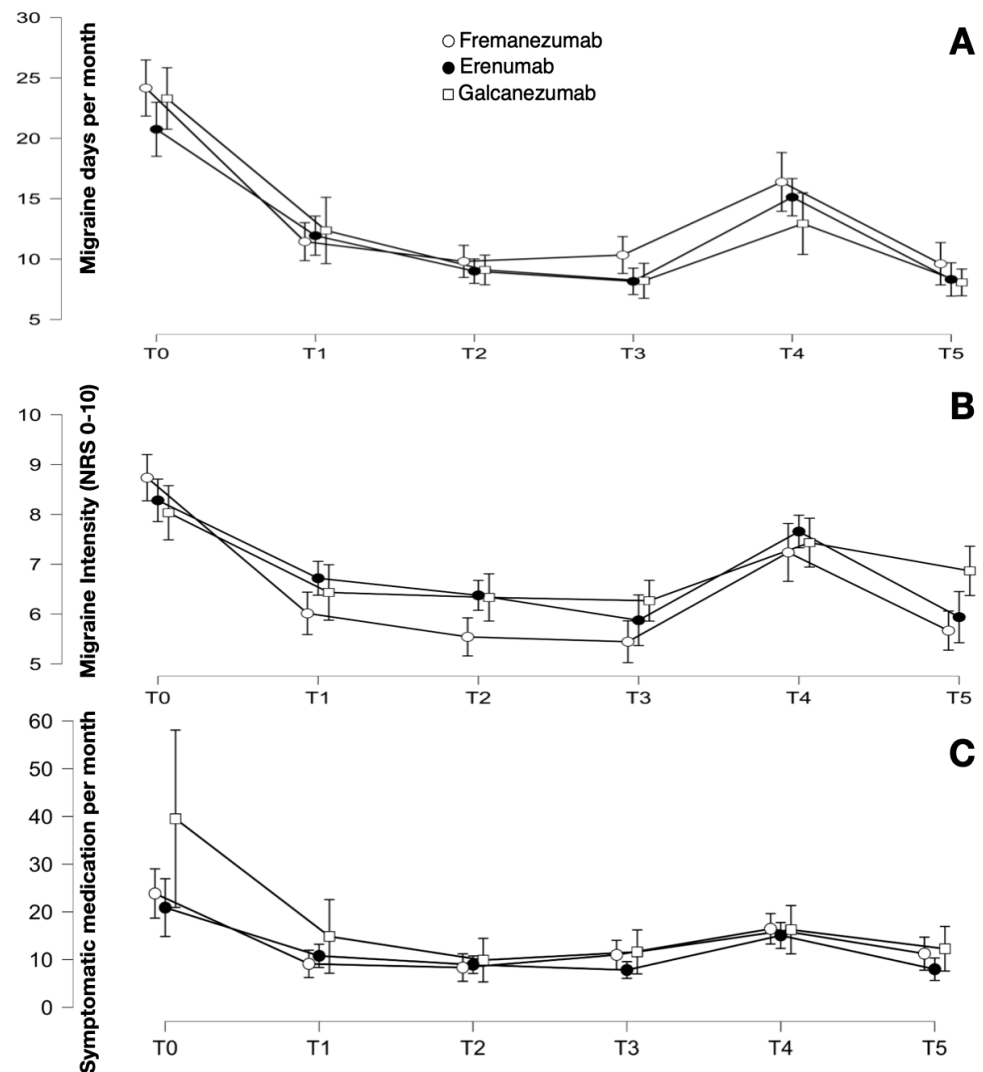 A
Fremanezumab
Erenumab
Galcanezumab
Migraine days per month
30
25
20
15
10
5
T0 T1 T2 T3 T4 T5
B
Migraine Intensity (NRS 0-10)
10
9
8
7
6
5
T0 T1 T2 T3 T4 T5
C
Symptomatic medication per month
60
50
40
30
20
10
0
T0 T1 T2 T3 T4 T5